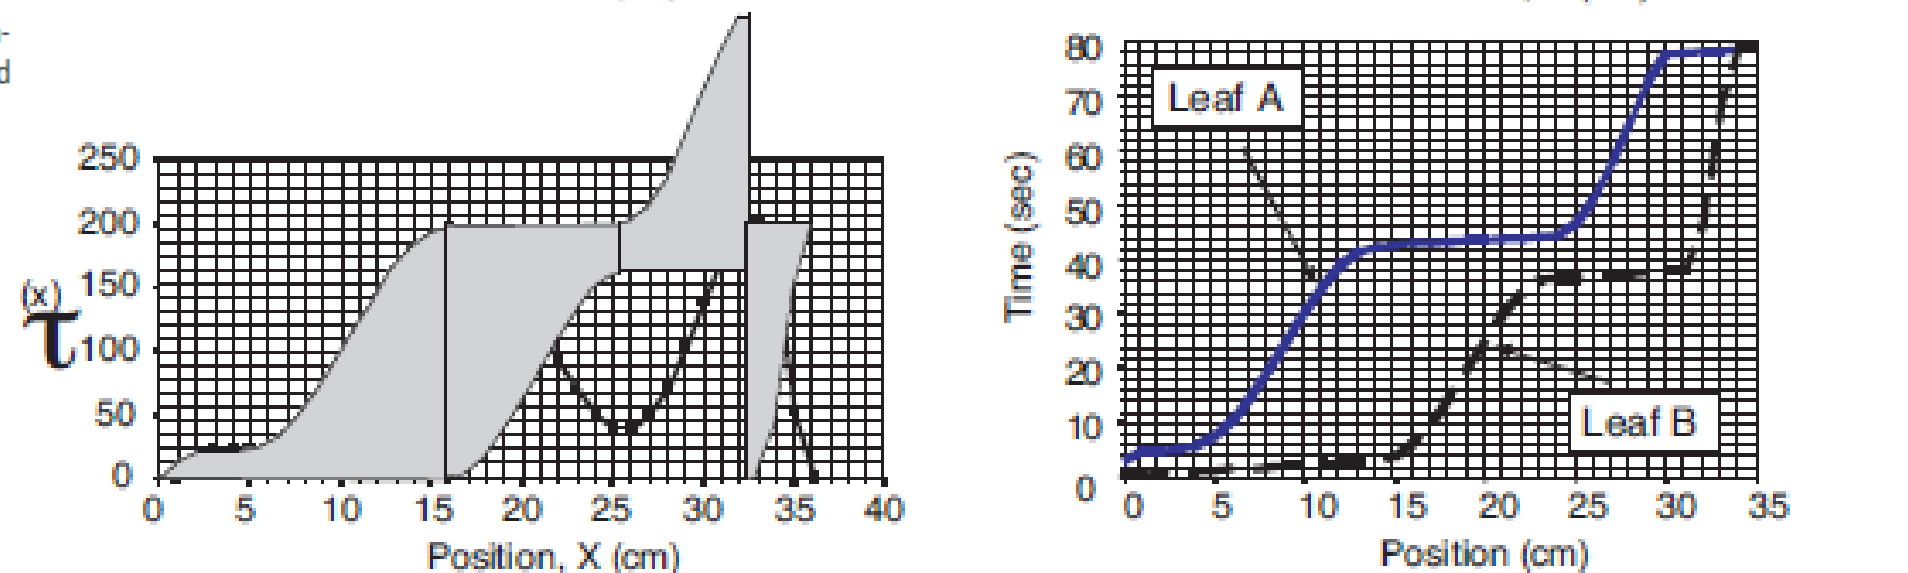 d
250
200
150
100
50
0
(x)
τ
0 5 10 15 20 25 30 35 40
Position, X (cm)
80
70
60
50
40
30
20
10
0
Time (sec)
Leaf A
Leaf B
0 5 10 15 20 25 30 35
Position (cm)